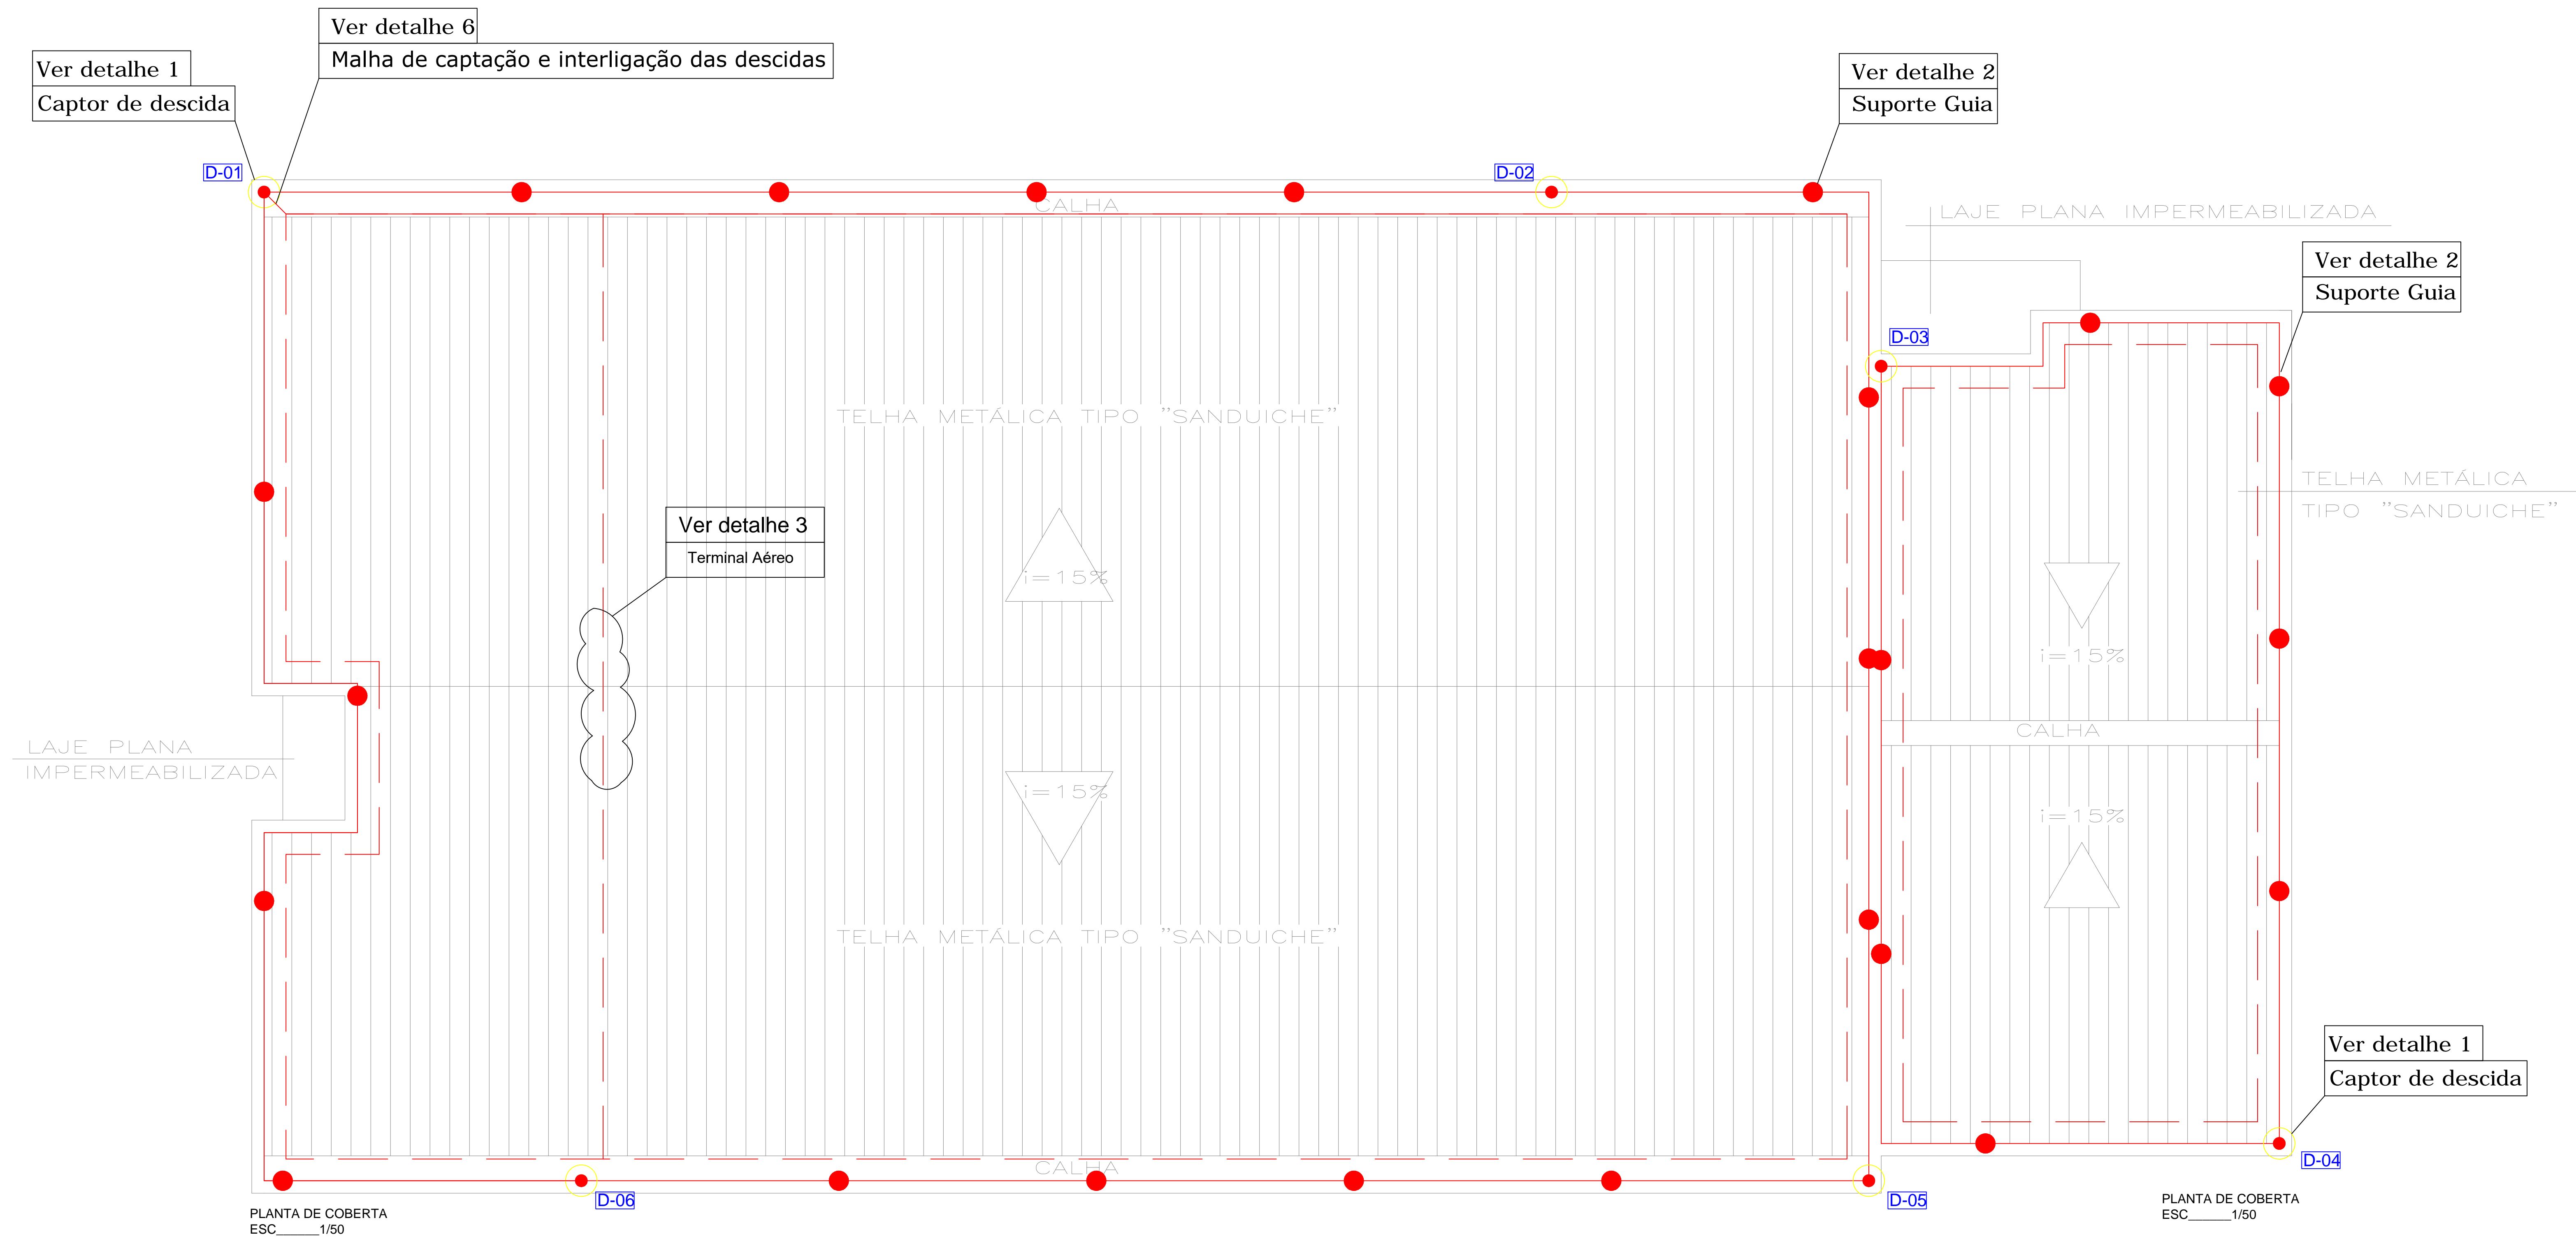 Ver detalhe 6
Malha de captação e interligação das descidas
Ver detalhe 1
Captor de descida
Ver detalhe 2
Suporte Guia
D-01
D-02
CALHA
LAJE PLANA IMPERMEABILIZADA
Ver detalhe 2
Suporte Guia
D-03
TELHA METÁLICA TIPO "SANDUICHE"
TELHA METÁLICA
TIPO "SANDUICHE"
Ver detalhe 3
Terminal Aéreo
i=15%
i=15%
CALHA
LAJE PLANA
IMPERMEABILIZADA
i=15%
i=15%
TELHA METÁLICA TIPO "SANDUICHE"
Ver detalhe 1
Captor de descida
CALHA
D-04
D-06
D-05
PLANTA DE COBERTA
ESC______1/50
PLANTA DE COBERTA
ESC______1/50